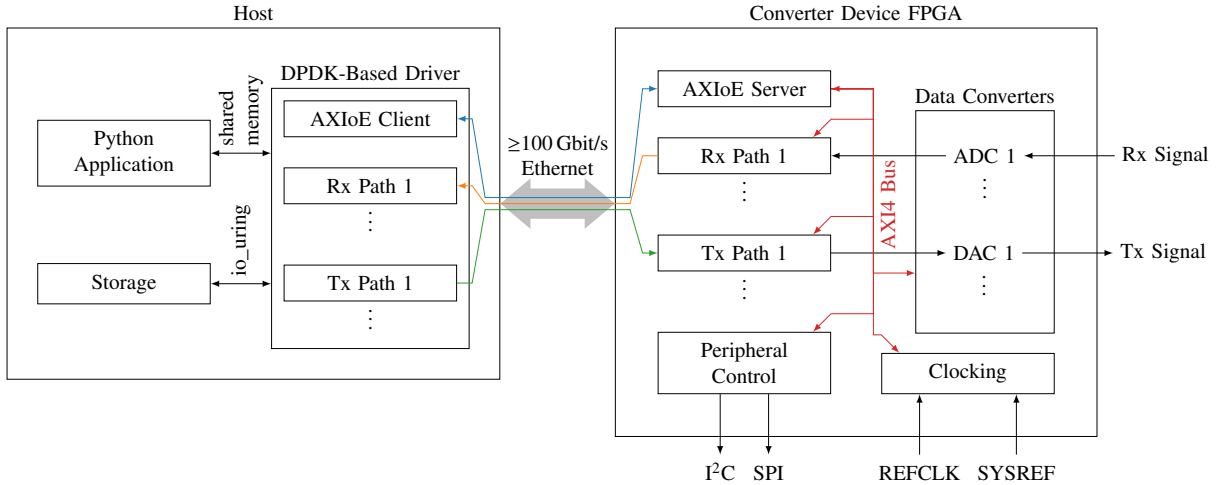 Host
Converter Device FPGA
DPDK-Based Driver
AXIoE Client
Rx Path 1
⋮
Tx Path 1
⋮
Python
Application
Storage
shared
memory
io_uring
≥100 Gbit/s
Ethernet
AXIoE Server
Rx Path 1
⋮
Tx Path 1
⋮
Peripheral
Control
AXI4 Bus
Data Converters
ADC 1
⋮
DAC 1
⋮
Clocking
Rx Signal
Tx Signal
I²C
SPI
REFCLK
SYSREF